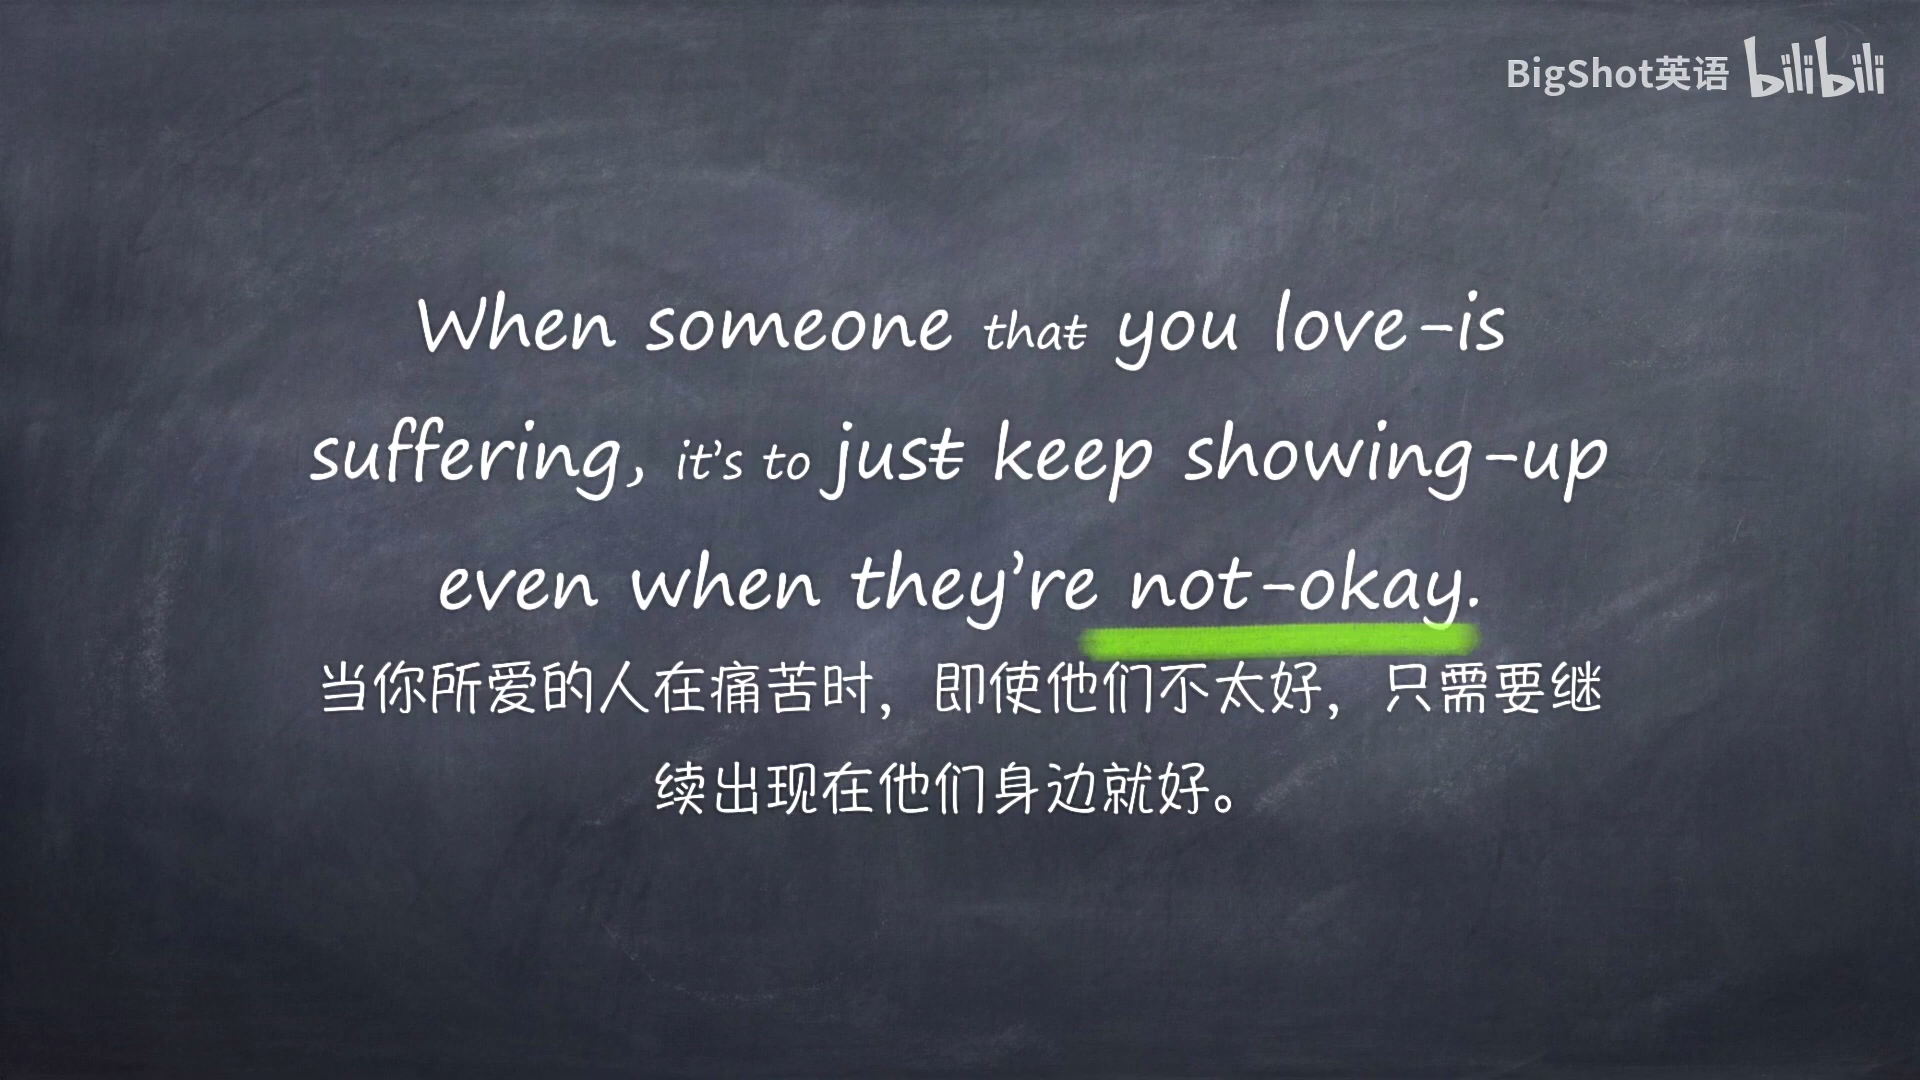 BigShot英语 bilibili
When someone that you love-is
suffering, it's to just keep showing-up
even when they're not-okay.
当你所爱的人在痛苦时，即使他们不太好，只需要继
续出现在他们身边就好。